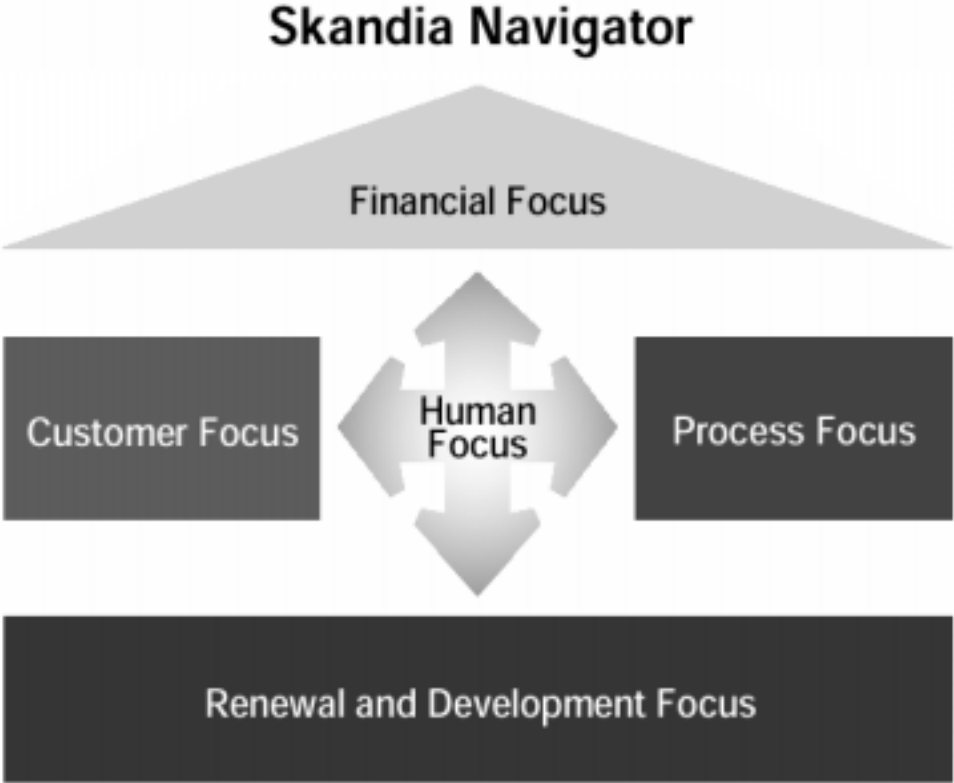 Skandia Navigator
Financial Focus
Customer Focus
Human
Focus
Process Focus
Renewal and Development Focus